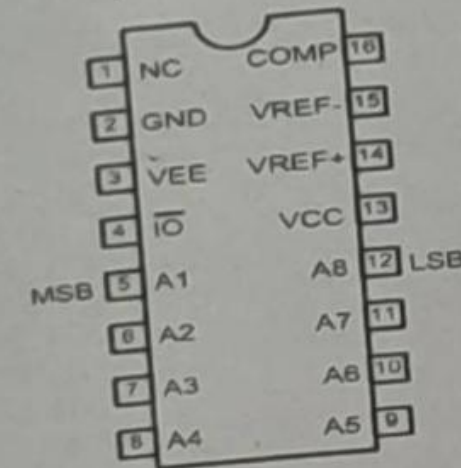 1 NC COMP 16
2 GND VREF- 15
3 VEE VREF+ 14
4 IO VCC 13
MSB 5 A1 A8 12 LSB
6 A2 A7 11
7 A3 A6 10
8 A4 A5 9